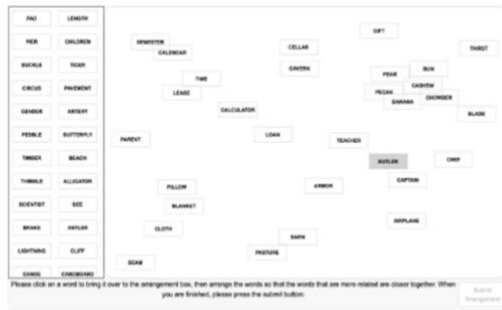 PAD LENGTH
PIER CHILDREN
BUCKLE TIGER
CIRCUS PAVEMENT
GENDER ARTERY
PEBBLE BUTTERFLY
TIMBER BEACH
THIMBLE ALLIGATOR
SCIENTIST
BRAKE ANTLER
LIGHTNING CLIFF
CARDBOARD
GIFT
SEMESTER
CALENDAR
CELLAR
THIRST
CAVERN
TIME
PEAR BUN
LEASE
PECAN CASHEW
BANANA CHOWDER
CALCULATOR
BLADE
PARENT
LOAN
TEACHER
BUTLER
CHEF
PILLOW
ARMOR
CAPTAIN
BLANKET
CLOTH
AIRPLANE
BARN
PASTURE
SEAM
Please click on a word to bring it over to the arrangement box, then arrange the words so that the words that are more related are closer together. When
you are finished, please press the submit button:
Submit
Arrangement